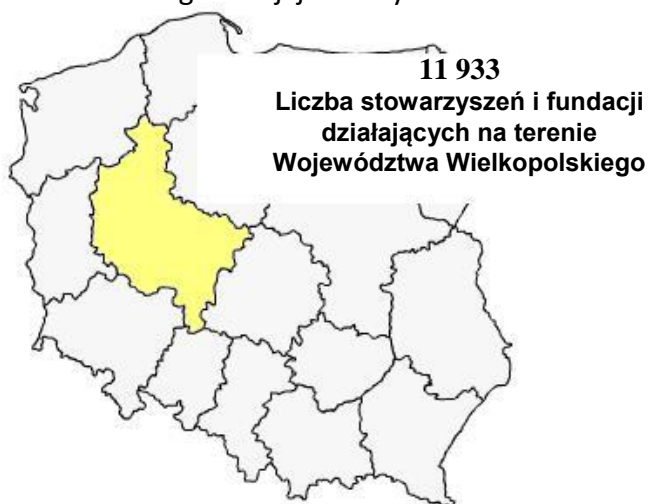 11 933
Liczba stowarzyszeń i fundacji
działających na terenie
Województwa Wielkopolskiego